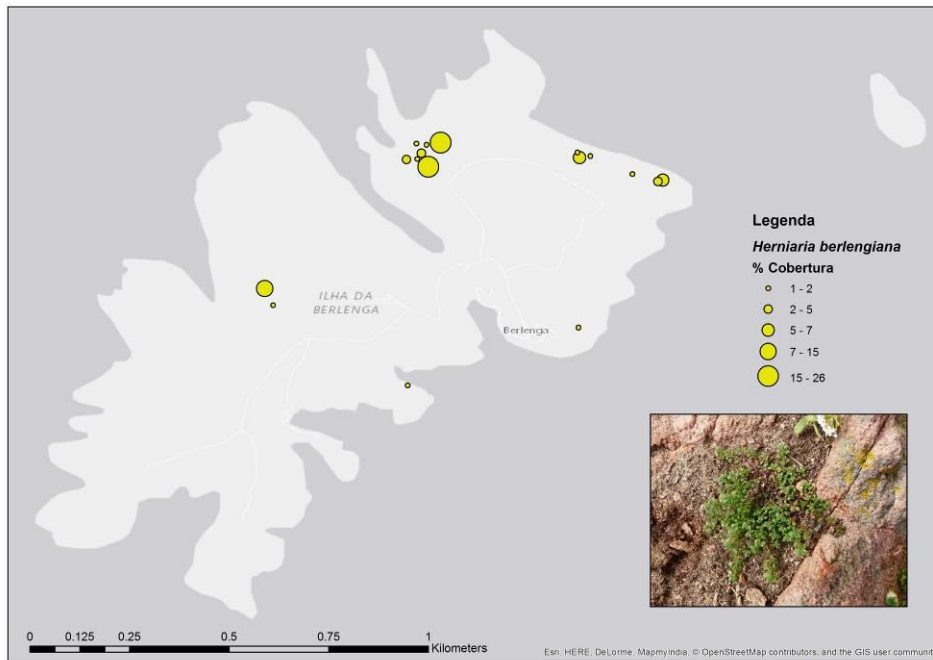 ILHA DA
BERLENGA
Berlenga
Legenda
Herniaria berlengiana
% Cobertura
1 - 2
2 - 5
5 - 7
7 - 15
15 - 26
0 0.125 0.25 0.5 0.75 1
Kilometers
Esri, HERE, DeLorme, MapmyIndia, © OpenStreetMap contributors, and the GIS user communit